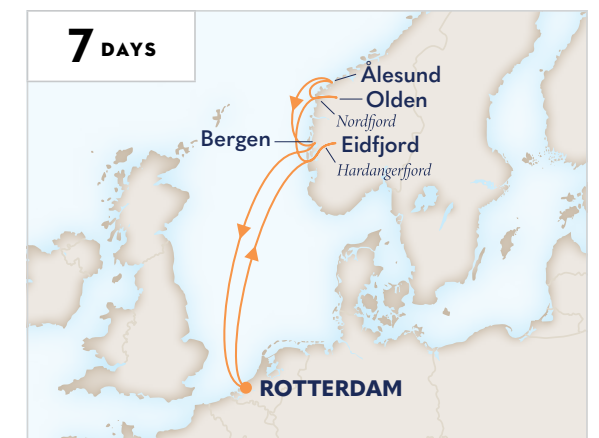 7 DAYS
Ålesund
Olden
Nordfjord
Bergen
Eidfjord
Hardangerfjord
ROTTERDAM